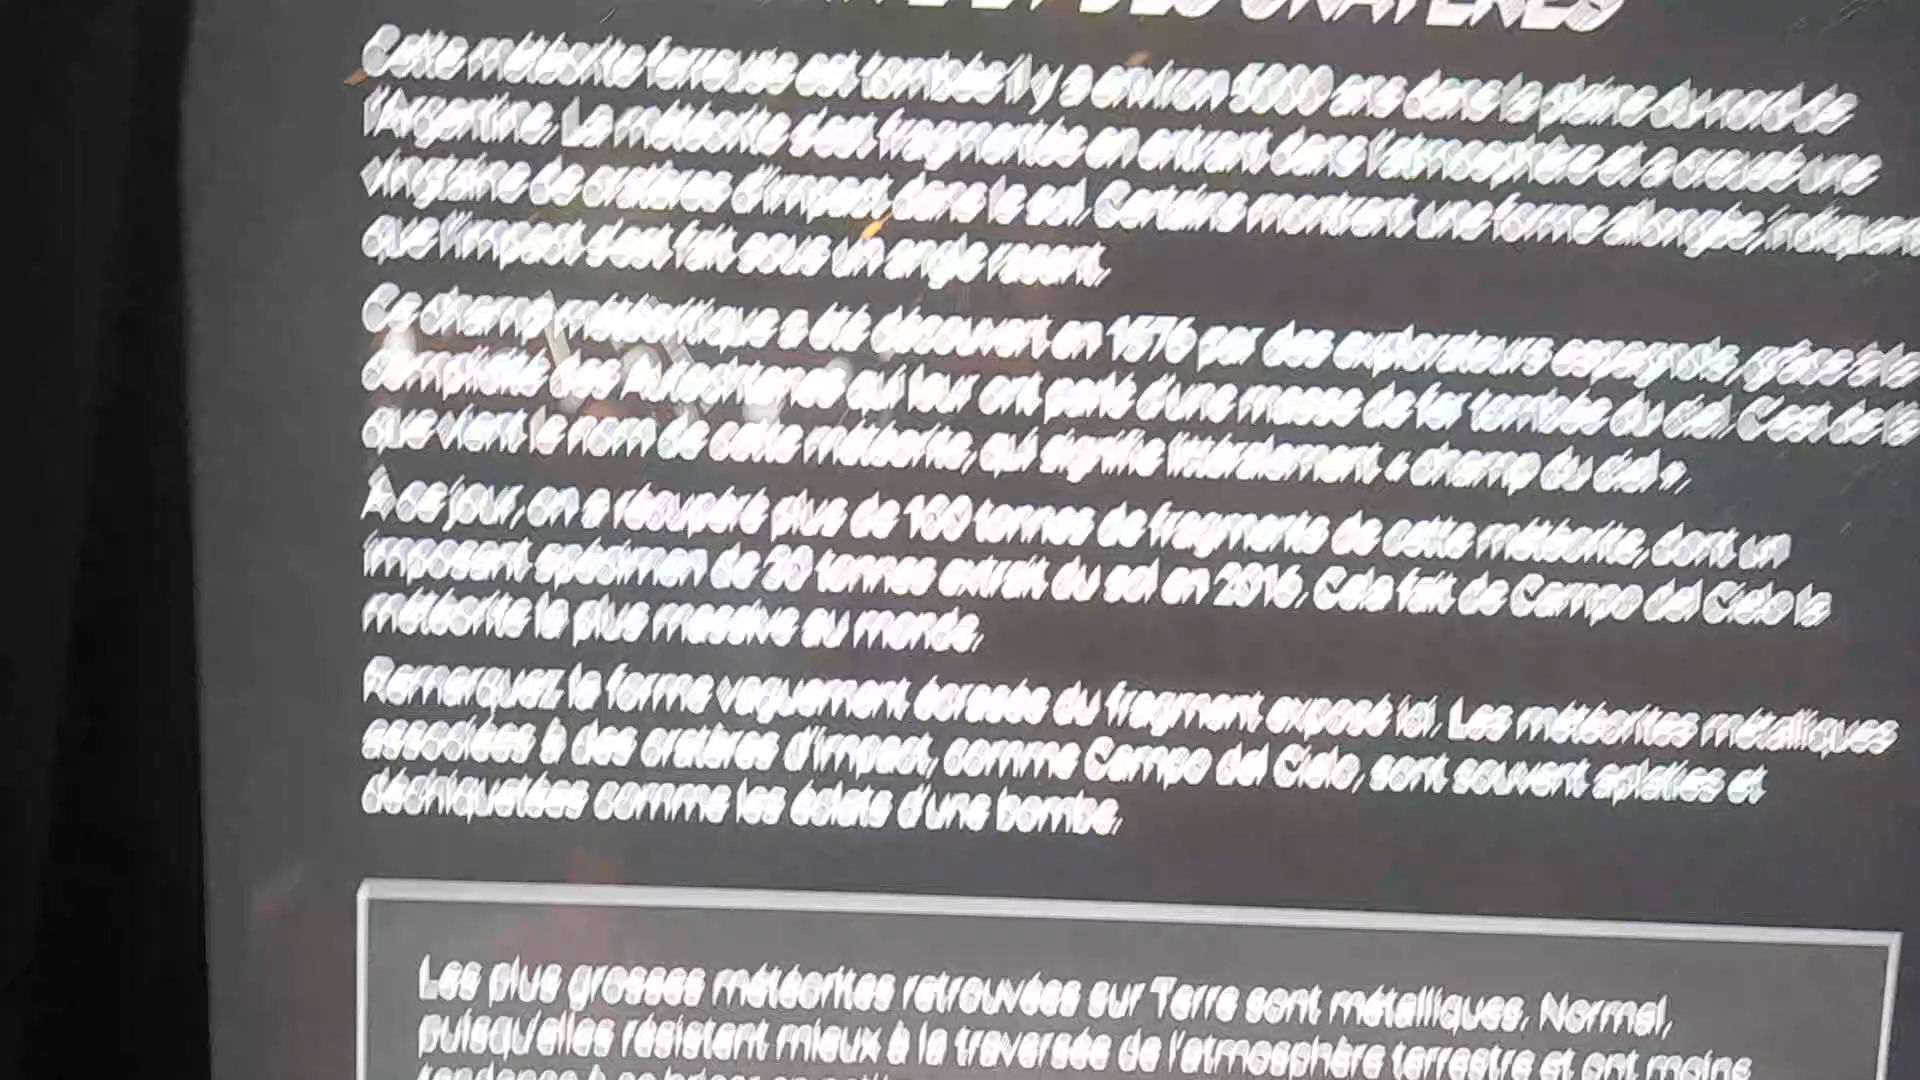 ET DES CRATÈRES
Cette météorite ferreuse est tombée il y a environ 5000 ans dans la plaine du nord de
l'Argentine. La météorite s'est fragmentée en entrant dans l'atmosphère et a creusé une
vingtaine de cratères d'impact dans le sol. Certains montrent une forme allongée, indiquant
que l'impact s'est fait sous un angle rasant.
Ce champ météoritique a été découvert en 1576 par des explorateurs espagnols, grâce à la
complicité des Autochtones qui leur ont parlé d'une masse de fer tombée du ciel. C'est de là
que vient le nom de cette météorite, qui signifie littéralement « champ du ciel ».
À ce jour, on a récupéré plus de 100 tonnes de fragments de cette météorite, dont un
imposant spécimen de 30 tonnes extrait du sol en 2016. Cela fait de Campo del Cielo la
météorite la plus massive au monde.
Remarquez la forme vaguement écrasée du fragment exposé ici. Les météorites métalliques
associées à des cratères d'impact, comme Campo del Cielo, sont souvent aplaties et
déchiquetées comme les éclats d'une bombe.
Les plus grosses météorites retrouvées sur Terre sont métalliques. Normal,
puisqu'elles résistent mieux à la traversée de l'atmosphère terrestre et ont moins
tendance à se briser en